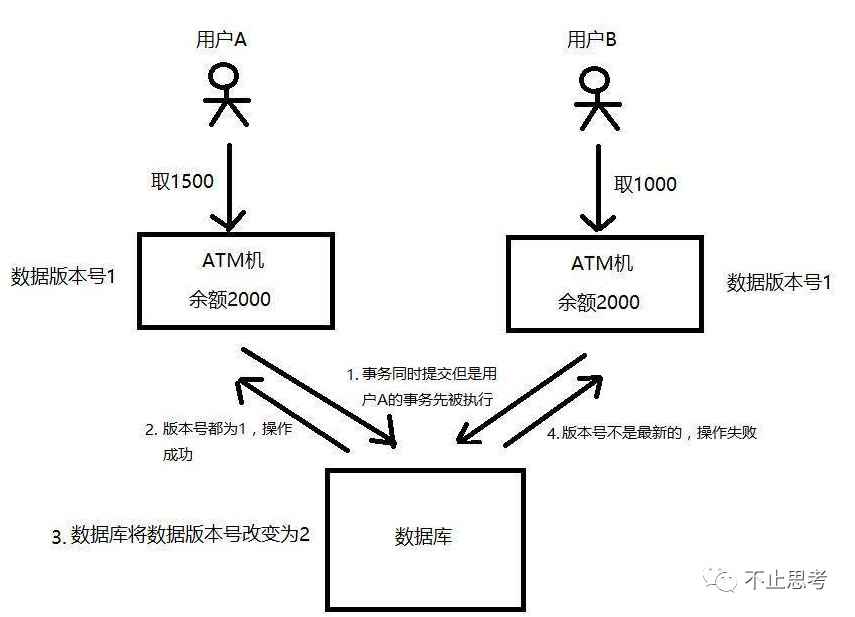 用户A
用户B
取1500
取1000
ATM机
余额2000
数据版本号1
ATM机
余额2000
数据版本号1
1. 事务同时提交但是用
户A的事务先被执行
2. 版本号都为1，操作
成功
4.版本号不是最新的，操作失败
3. 数据库将数据版本号改变为2
数据库
不止思考